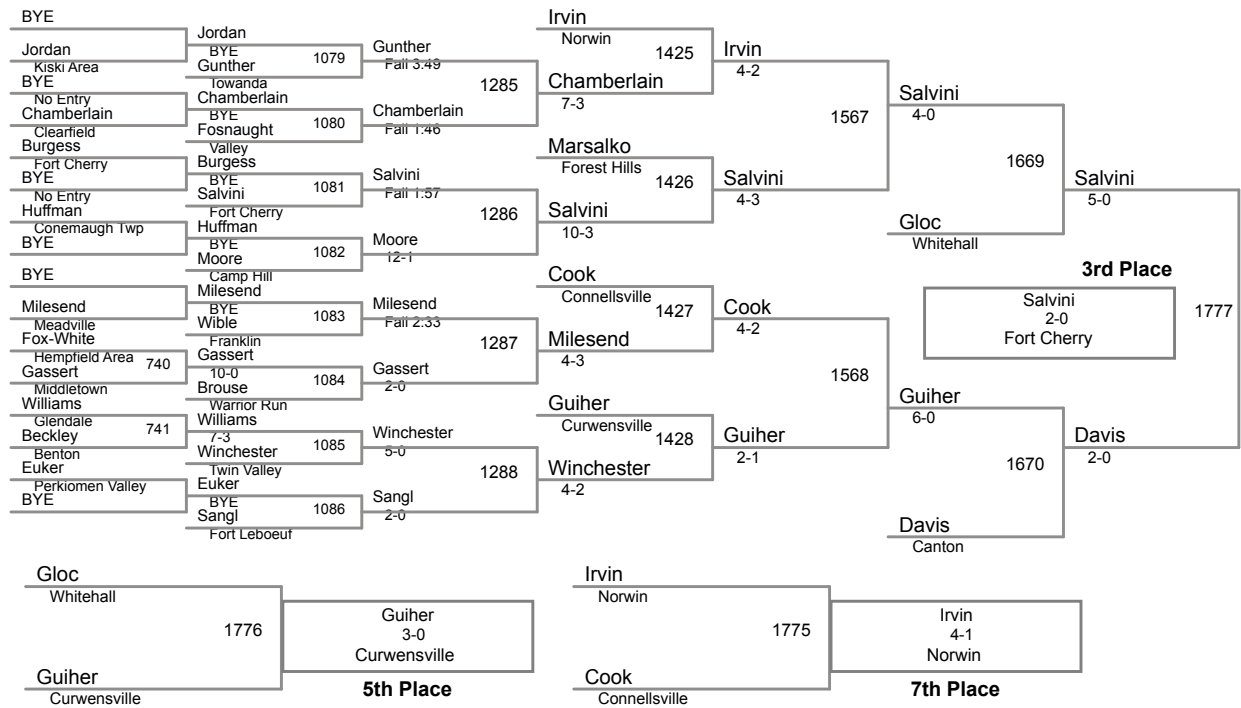 BYE
Jordan
Kiski Area
BYE
No Entry
Chamberlain
Clearfield
Burgess
Fort Cherry
BYE
No Entry
Huffman
Conemaugh Twp
BYE
BYE
Milesend
Meadville
Fox-White
Hempfield Area
740
Gassert
Middletown
Williams
Glendale
741
Beckley
Benton
Euker
Perkiomen Valley
BYE
Jordan
BYE
1079
Gunther
Towanda
Chamberlain
BYE
1080
Fosnaught
Valley
Burgess
BYE
1081
Salvini
Fort Cherry
Huffman
BYE
1082
Moore
Camp Hill
Milesend
BYE
1083
Wible
Franklin
Gassert
10-0
1084
Brouse
Warrior Run
Williams
7-3
1085
Winchester
Twin Valley
Euker
BYE
1086
Sangl
Fort Leboeuf
Gunther
Fall 3:49
1285
Chamberlain
Fall 1:46
Salvini
Fall 1:57
1286
Moore
12-1
Milesend
Fall 2:33
1287
Gassert
2-0
Winchester
5-0
1288
Sangl
2-0
Irvin
Norwin
1425
Chamberlain
7-3
Marsalko
Forest Hills
1426
Salvini
10-3
Cook
Connellsville
1427
Milesend
4-3
Guiher
Curwensville
1428
Winchester
4-2
Irvin
4-2
1567
Salvini
4-3
Cook
4-2
1568
Guiher
2-1
Salvini
4-0
1669
Gloc
Whitehall
Guiher
6-0
1670
Davis
Canton
Salvini
5-0
1777
Davis
2-0
3rd Place
Salvini
2-0
Fort Cherry
Gloc
Whitehall
1776
Guiher
Curwensville
Guiher
3-0
Curwensville
5th Place
Irvin
Norwin
1775
Cook
Connellsville
Irvin
4-1
Norwin
7th Place